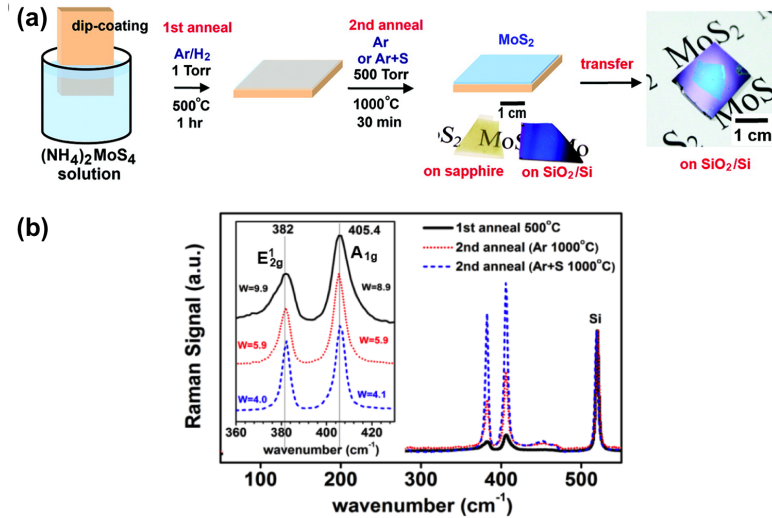 (a)
dip-coating
(NH4)2MoS4
solution
1st anneal
Ar/H2
1 Torr
500°C
1 hr
2nd anneal
Ar
or Ar+S
500 Torr
1000°C
30 min
MoS2
1 cm
on sapphire
on SiO2/Si
transfer
MoS2
1 cm
on SiO2/Si
(b)
382
405.4
E12g
A1g
W=9.9
W=8.9
W=5.9
W=5.9
W=4.0
W=4.1
360
380
400
420
wavenumber (cm-1)
1st anneal 500°C
2nd anneal (Ar 1000°C)
2nd anneal (Ar+S 1000°C)
Si
Raman Signal (a.u.)
100
200
300
400
500
wavenumber (cm-1)